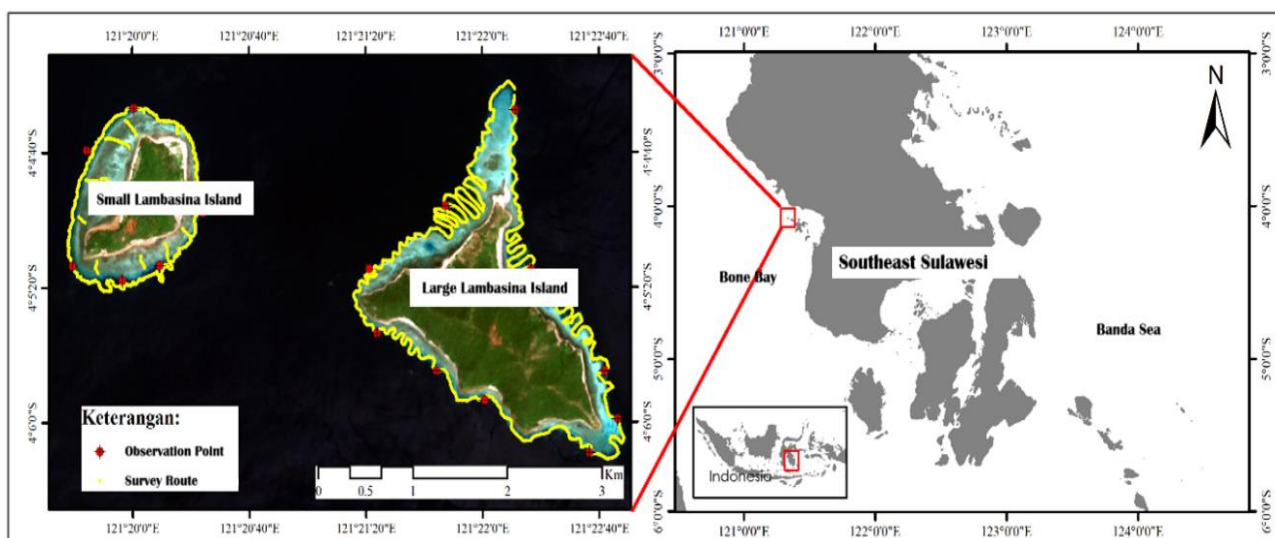 121°20'0"E
121°20'40"E
121°21'20"E
121°22'0"E
121°22'40"E
4°4'40"S
4°5'20"S
4°6'0"S
Small Lambasina Island
Large Lambasina Island
4°4'40"S
4°5'20"S
4°6'0"S
Keterangan:
Observation Point
Survey Route
Km
0
0.5
1
2
3
121°20'0"E
121°20'40"E
121°21'20"E
121°22'0"E
121°22'40"E
121°0'0"E
122°0'0"E
123°0'0"E
124°0'0"E
3°0'0"S
4°0'0"S
5°0'0"S
6°0'0"S
N
Southeast Sulawesi
Bone Bay
Banda Sea
Indonesia
3°0'0"S
4°0'0"S
5°0'0"S
6°0'0"S
121°0'0"E
122°0'0"E
123°0'0"E
124°0'0"E